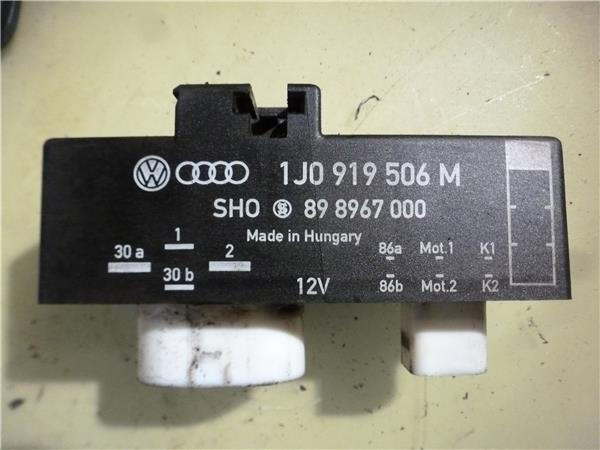 1J0 919 506 M
SHO 89 8967 000
Made in Hungary
30 a 1 2 86a Mot.1 K1
30 b 12V 86b Mot.2 K2